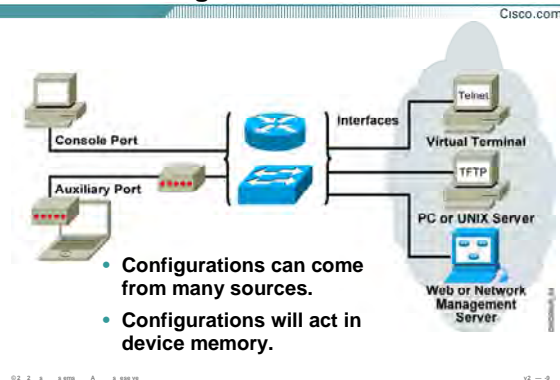 Cisco.com
Console Port
Auxiliary Port
Interfaces
Telnet
Virtual Terminal
TFTP
PC or UNIX Server
Web or Network
Management
Server
• Configurations can come
from many sources.
• Configurations will act in
device memory.